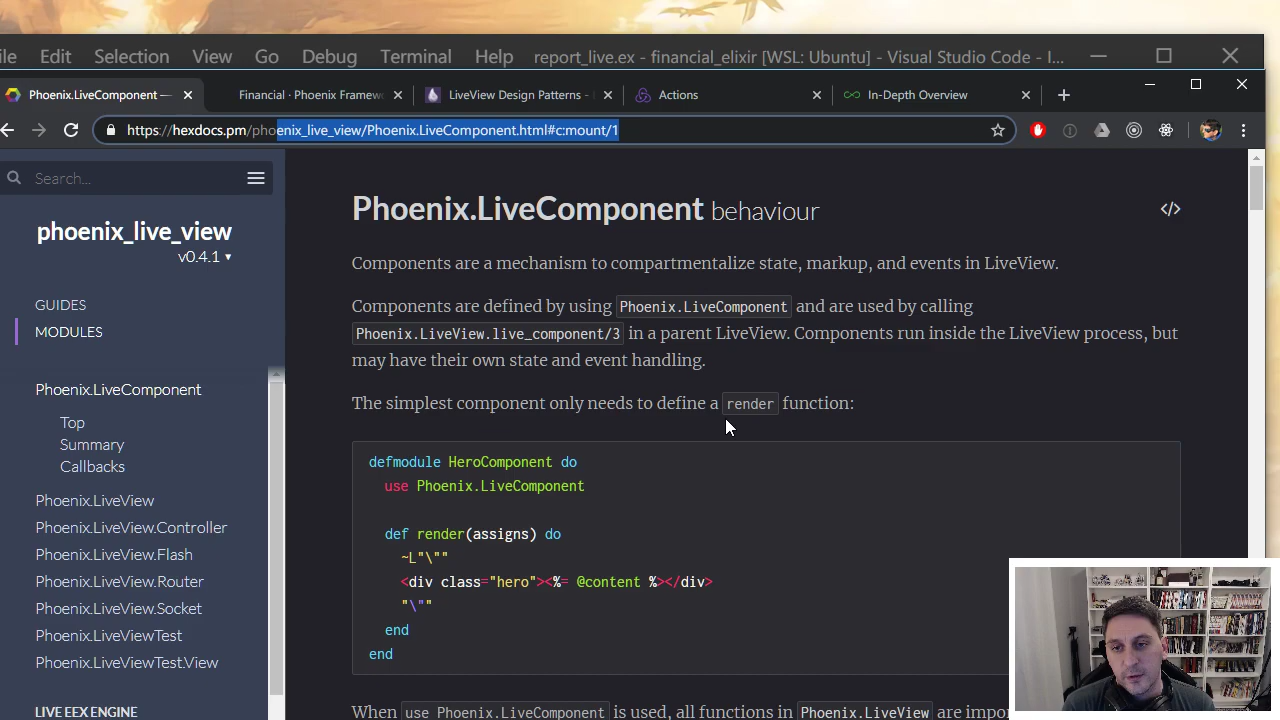 ile Edit Selection View Go Debug Terminal Help report_live.ex - financial_elixir [WSL: Ubuntu] - Visual Studio Code - I...
Phoenix.LiveComponent — Financial · Phoenix Framew LiveView Design Patterns - Actions In-Depth Overview
https://hexdocs.pm/phoenix_live_view/Phoenix.LiveComponent.html#c:mount/1
Search...
phoenix_live_view
v0.4.1
GUIDES
MODULES
Phoenix.LiveComponent
Top
Summary
Callbacks
Phoenix.LiveView
Phoenix.LiveView.Controller
Phoenix.LiveView.Flash
Phoenix.LiveView.Router
Phoenix.LiveView.Socket
Phoenix.LiveViewTest
Phoenix.LiveViewTest.View
LIVE EEX ENGINE
Phoenix.LiveComponent behaviour </>
Components are a mechanism to compartmentalize state, markup, and events in LiveView.
Components are defined by using Phoenix.LiveComponent and are used by calling
Phoenix.LiveView.live_component/3 in a parent LiveView. Components run inside the LiveView process, but
may have their own state and event handling.
The simplest component only needs to define a render function:
defmodule HeroComponent do
use Phoenix.LiveComponent
def render(assigns) do
~L"\""
<div class="hero"><%= @content %></div>
"\""
end
end
When use Phoenix.LiveComponent is used, all functions in Phoenix.LiveView are impor